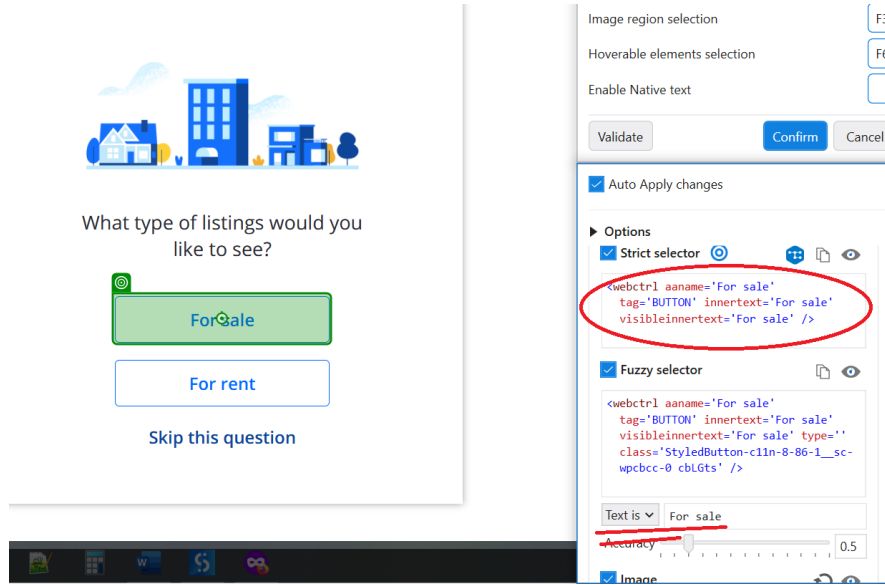 Image region selection
Hoverable elements selection
Enable Native text
Validate
Confirm
Cancel
Auto Apply changes
Options
Strict selector
<webctrl aaname='For sale'
tag='BUTTON' innertext='For sale'
visibleinnertext='For sale' />
Fuzzy selector
<webctrl aaname='For sale'
tag='BUTTON' innertext='For sale'
visibleinnertext='For sale' type=''
class='StyledButton-c11n-8-86-1__sc-
wpcbcc-0 cbLGts' />
Text is For sale
Accuracy 0.5
Image
What type of listings would you
like to see?
For sale
For rent
Skip this question